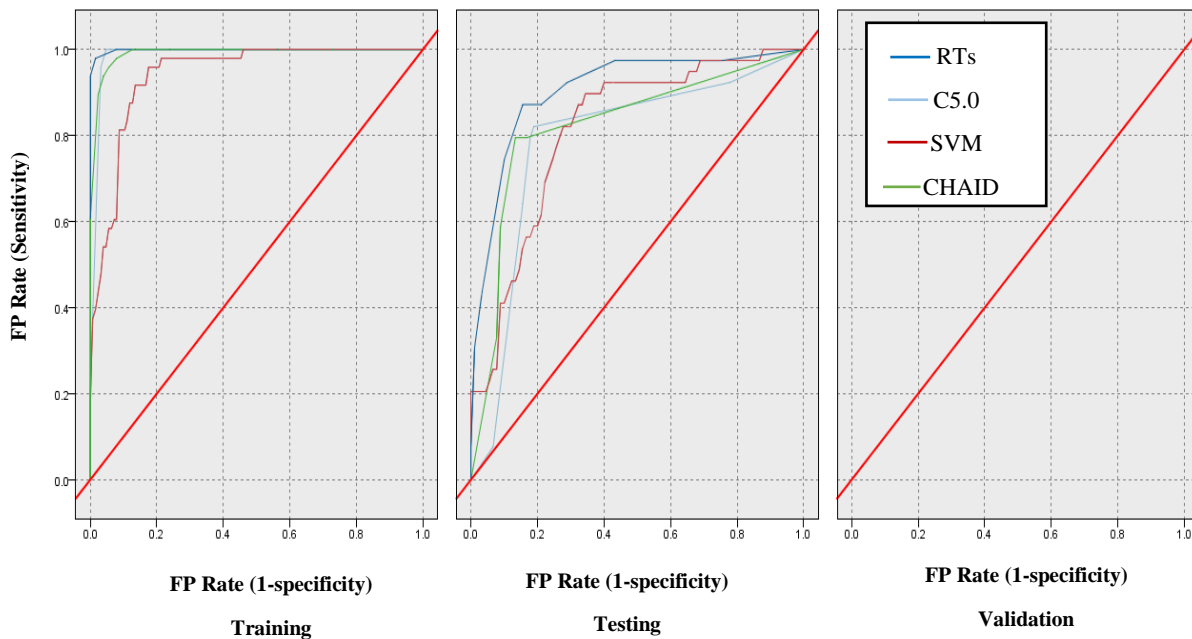 FP Rate (Sensitivity)
1.0
0.8
0.6
0.4
0.2
0.0
0.0 0.2 0.4 0.6 0.8 1.0
FP Rate (1-specificity)
Training
0.0 0.2 0.4 0.6 0.8 1.0
FP Rate (1-specificity)
Testing
RTs
C5.0
SVM
CHAID
0.0 0.2 0.4 0.6 0.8 1.0
FP Rate (1-specificity)
Validation